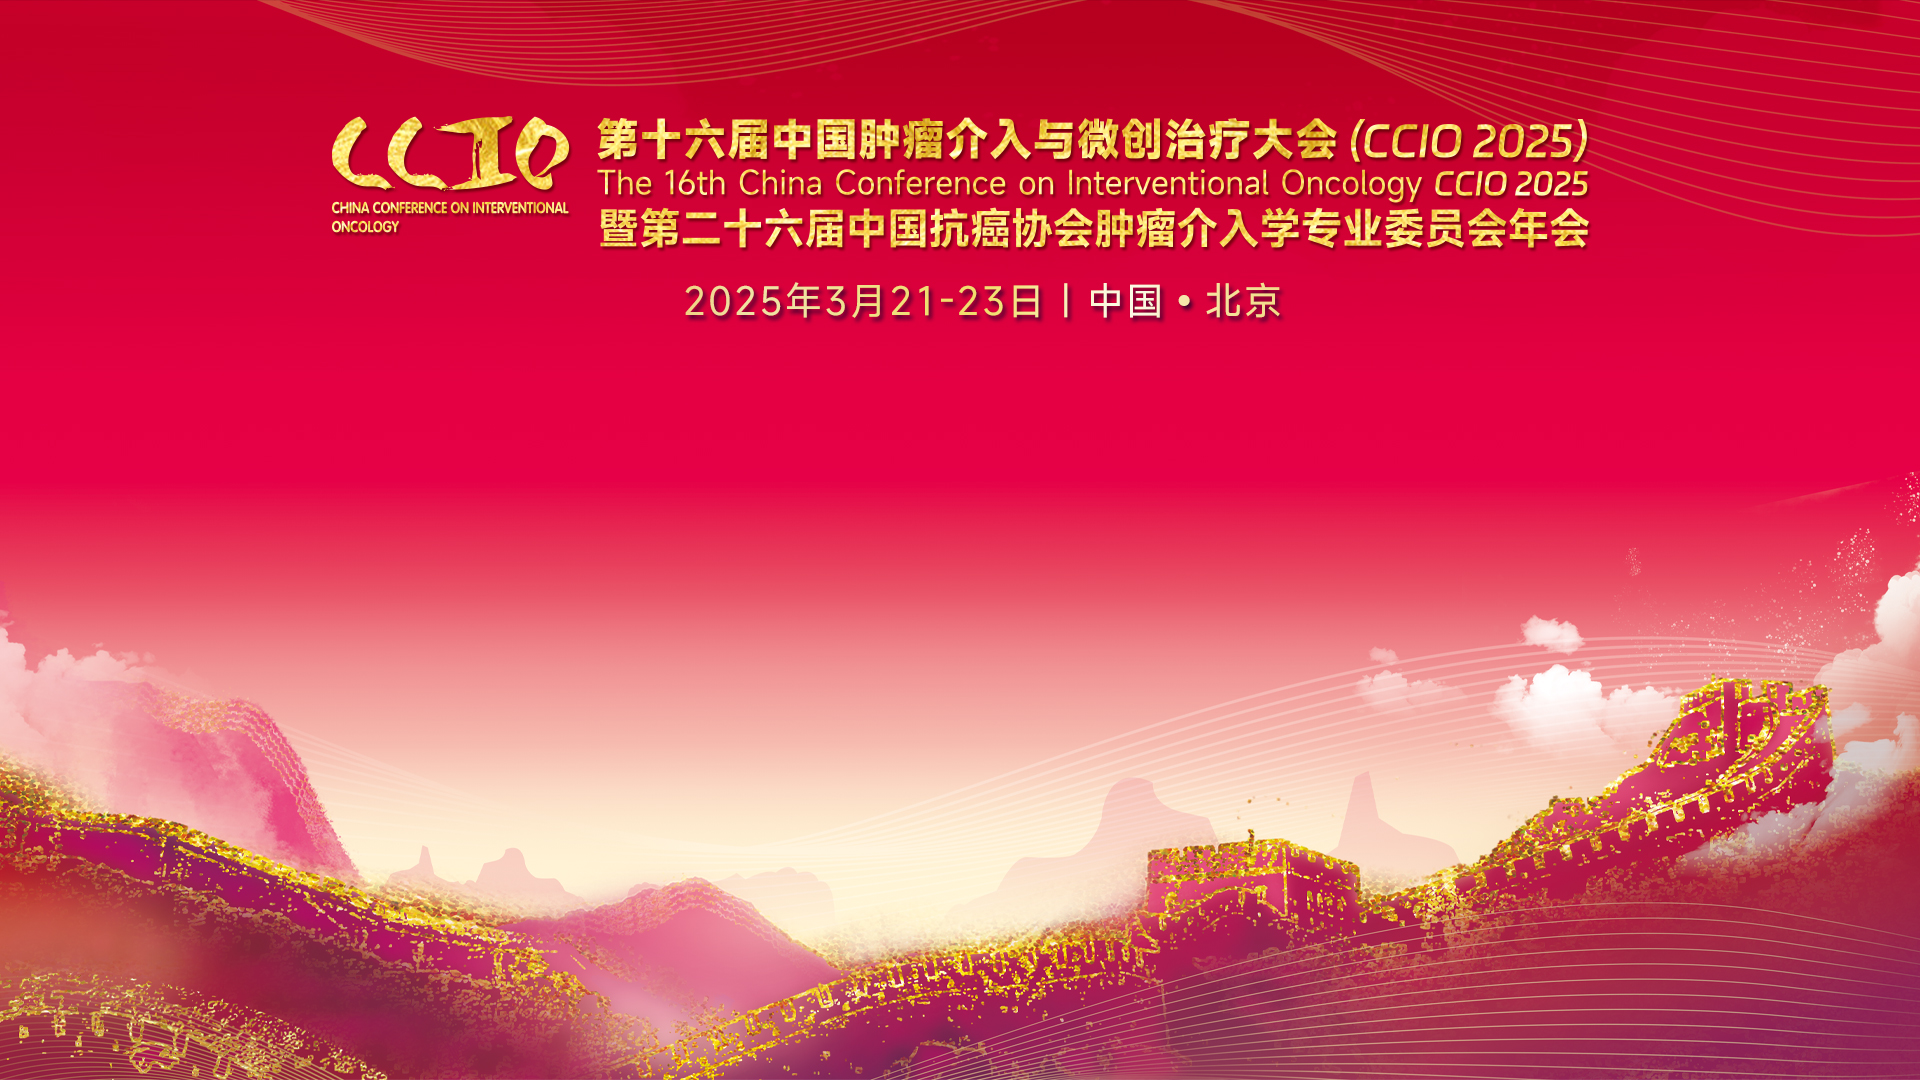 CCIO
CHINA CONFERENCE ON INTERVENTIONAL
ONCOLOGY
第十六届中国肿瘤介入与微创治疗大会 (CCIO 2025)
The 16th China Conference on Interventional Oncology CCIO 2025
暨第二十六届中国抗癌协会肿瘤介入学专业委员会年会
2025年3月21-23日 | 中国 • 北京